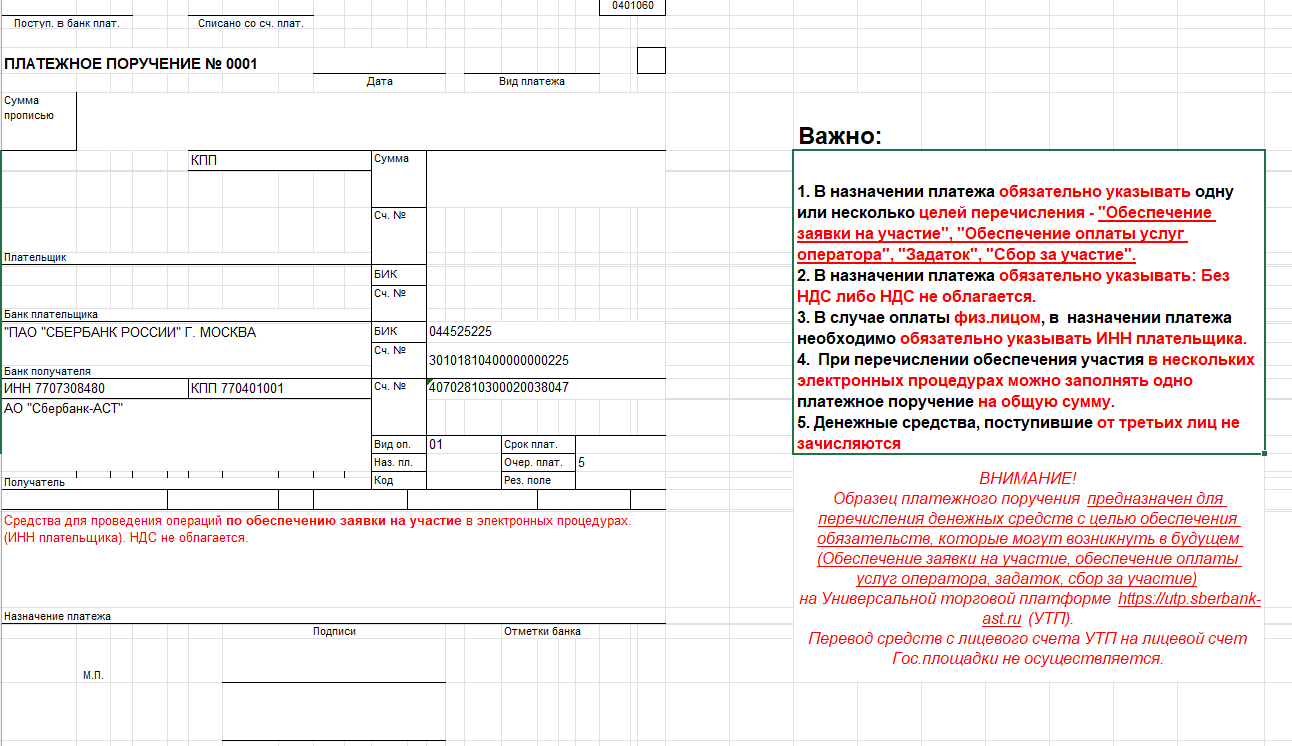 0401060
Поступ. в банк плат.
Списано со сч. плат.
ПЛАТЕЖНОЕ ПОРУЧЕНИЕ № 0001
Дата
Вид платежа
Сумма
прописью
КПП
Сумма
Сч. №
Плательщик
БИК
Сч. №
Банк плательщика
"ПАО "СБЕРБАНК РОССИИ" Г. МОСКВА
БИК
044525225
Сч. №
30101810400000000225
Банк получателя
ИНН 7707308480
КПП 770401001
Сч. №
40702810300020038047
АО "Сбербанк-АСТ"
Вид оп.
01
Срок плат.
Наз. пл.
Очер. плат.
5
Получатель
Код
Рез. поле
Средства для проведения операций по обеспечению заявки на участие в электронных процедурах.
(ИНН плательщика). НДС не облагается.
Назначение платежа
Подписи
Отметки банка
М.П.
Важно:
1. В назначении платежа обязательно указывать одну
или несколько целей перечисления - "Обеспечение
заявки на участие", "Обеспечение оплаты услуг
оператора", "Задаток", "Сбор за участие".
2. В назначении платежа обязательно указывать: Без
НДС либо НДС не облагается.
3. В случае оплаты физ.лицом, в назначении платежа
необходимо обязательно указывать ИНН плательщика.
4. При перечислении обеспечения участия в нескольких
электронных процедурах можно заполнять одно
платежное поручение на общую сумму.
5. Денежные средства, поступившие от третьих лиц не
зачисляются
ВНИМАНИЕ!
Образец платежного поручения предназначен для
перечисления денежных средств с целью обеспечения
обязательств, которые могут возникнуть в будущем
(Обеспечение заявки на участие, обеспечение оплаты
услуг оператора, задаток, сбор за участие)
на Универсальной торговой платформе https://utp.sberbank-
ast.ru (УТП).
Перевод средств с лицевого счета УТП на лицевой счет
Гос.площадки не осуществляется.